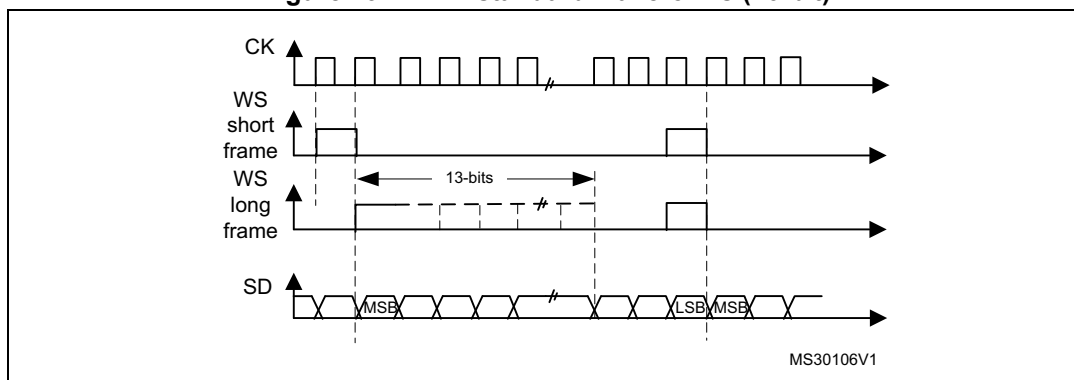 CK
WS
short
frame
WS
13-bits
long
frame
SD
MSB
LSB
MSB
MS30106V1